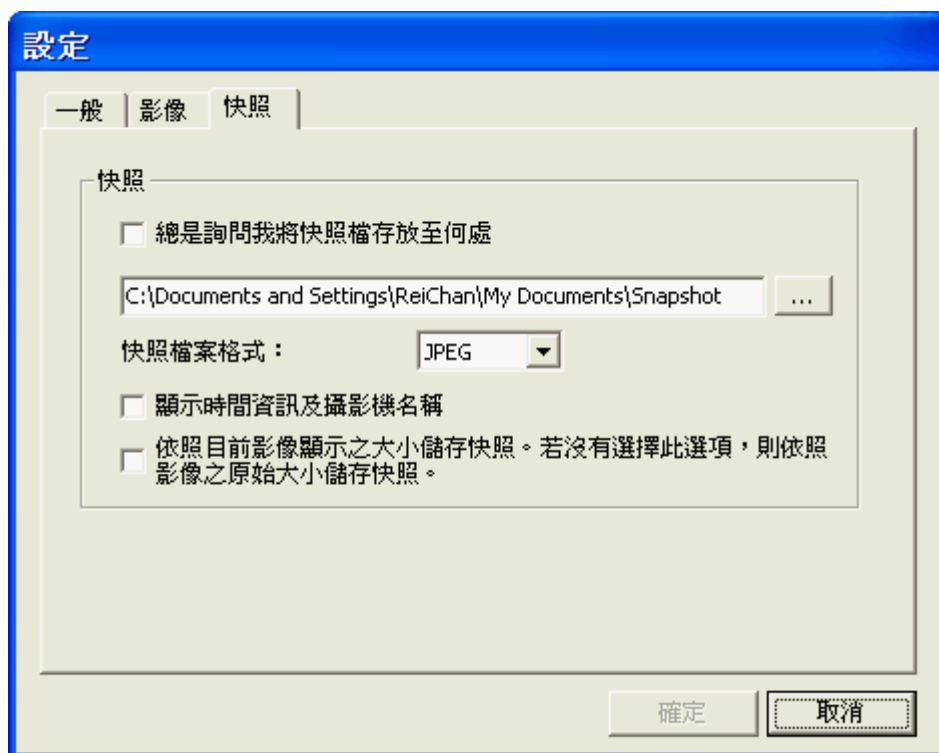 設定
一般 影像 快照
快照
總是詢問我將快照檔存放至何處
C:\Documents and Settings\ReiChan\My Documents\Snapshot ...
快照檔案格式： JPEG
顯示時間資訊及攝影機名稱
依照目前影像顯示之大小儲存快照。若沒有選擇此選項，則依照
影像之原始大小儲存快照。
確定 取消